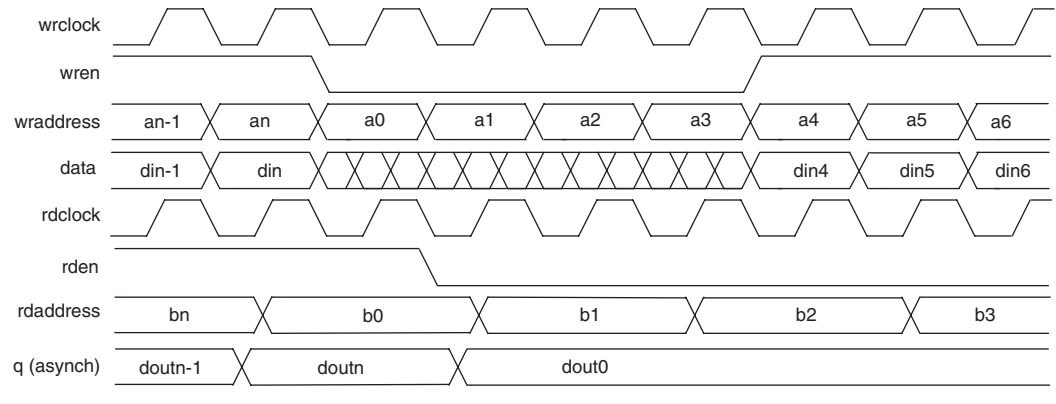 wrclock
wren
wraddress an-1 an a0 a1 a2 a3 a4 a5 a6
data din-1 din din4 din5 din6
rdclock
rden
rdaddress bn b0 b1 b2 b3
q (asynch) doutn-1 doutn dout0